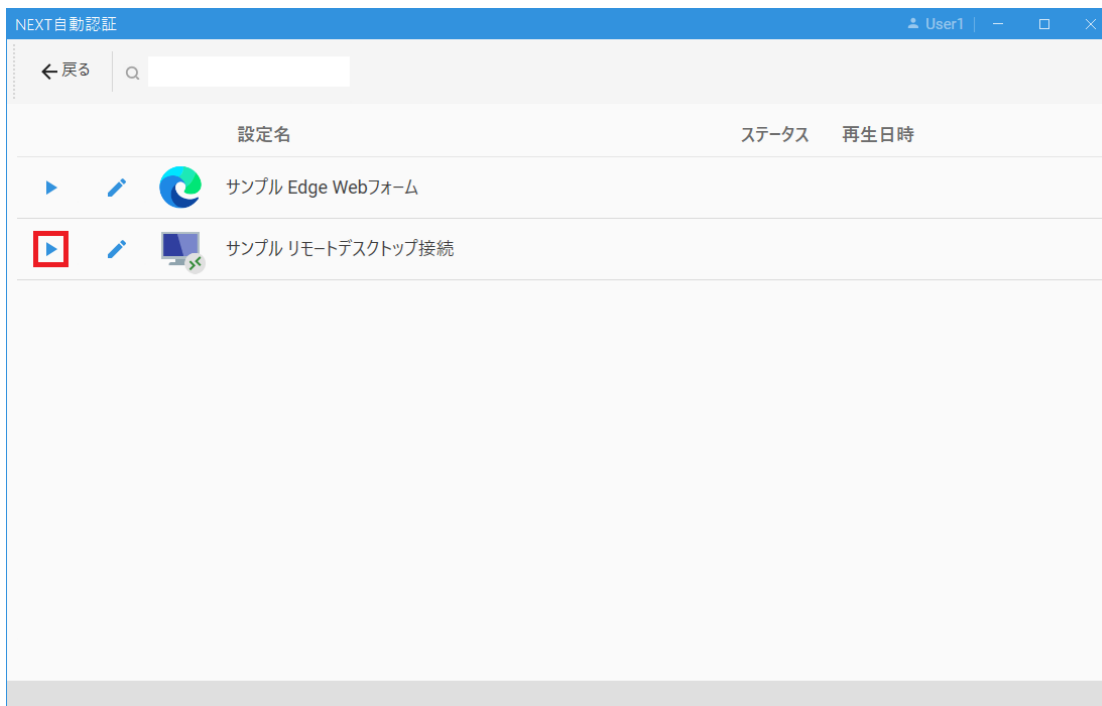 NEXT自動認証 User1
戻る
設定名 ステータス 再生日時
サンプル Edge Webフォーム
サンプル リモートデスクトップ接続